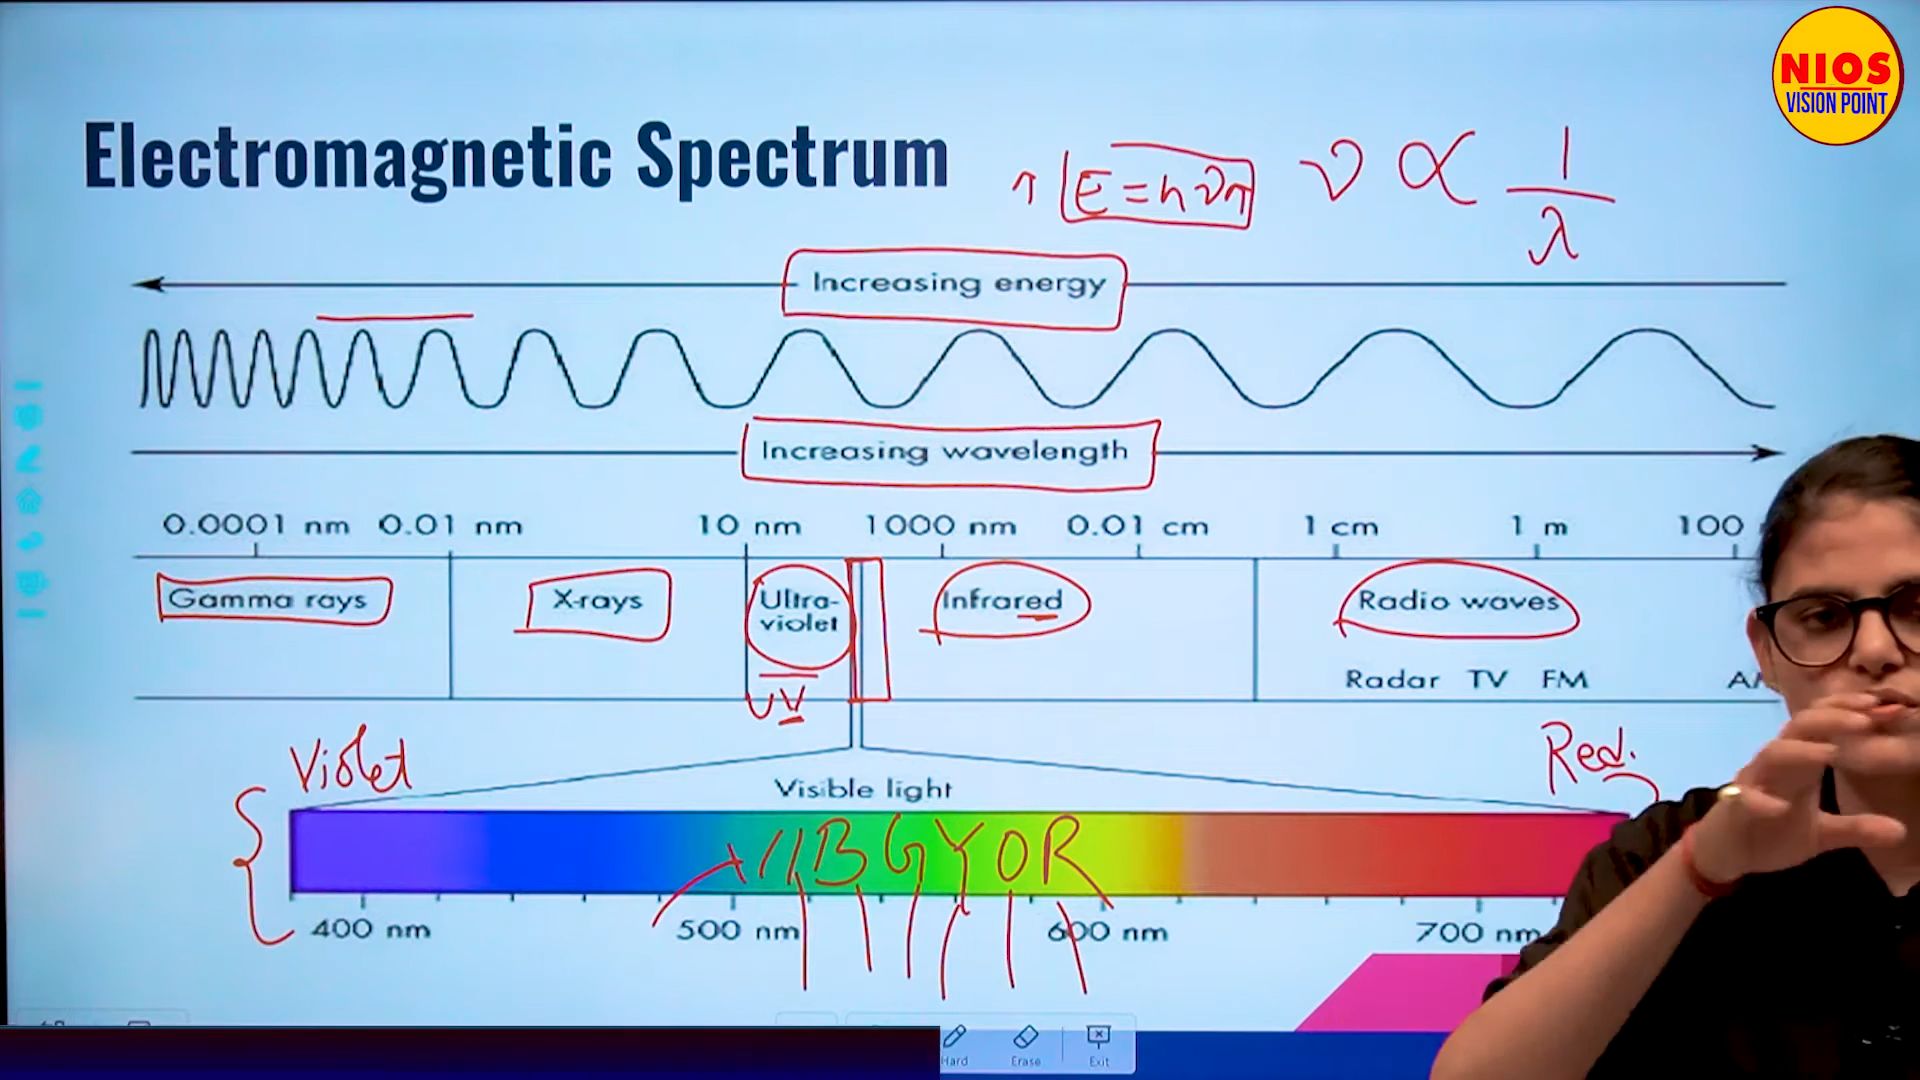 NIOS
VISION POINT
Electromagnetic Spectrum
↑ E = hν↑ ν ∝ 1/λ
Increasing energy
Increasing wavelength
0.0001 nm 0.01 nm 10 nm 1000 nm 0.01 cm 1 cm 1 m 100
Gamma rays X-rays Ultra-violet Infrared Radio waves
UV
Radar TV FM
Violet Red.
Visible light
VIBGYOR
400 nm 500 nm 600 nm 700 nm
Hard Erase Exit